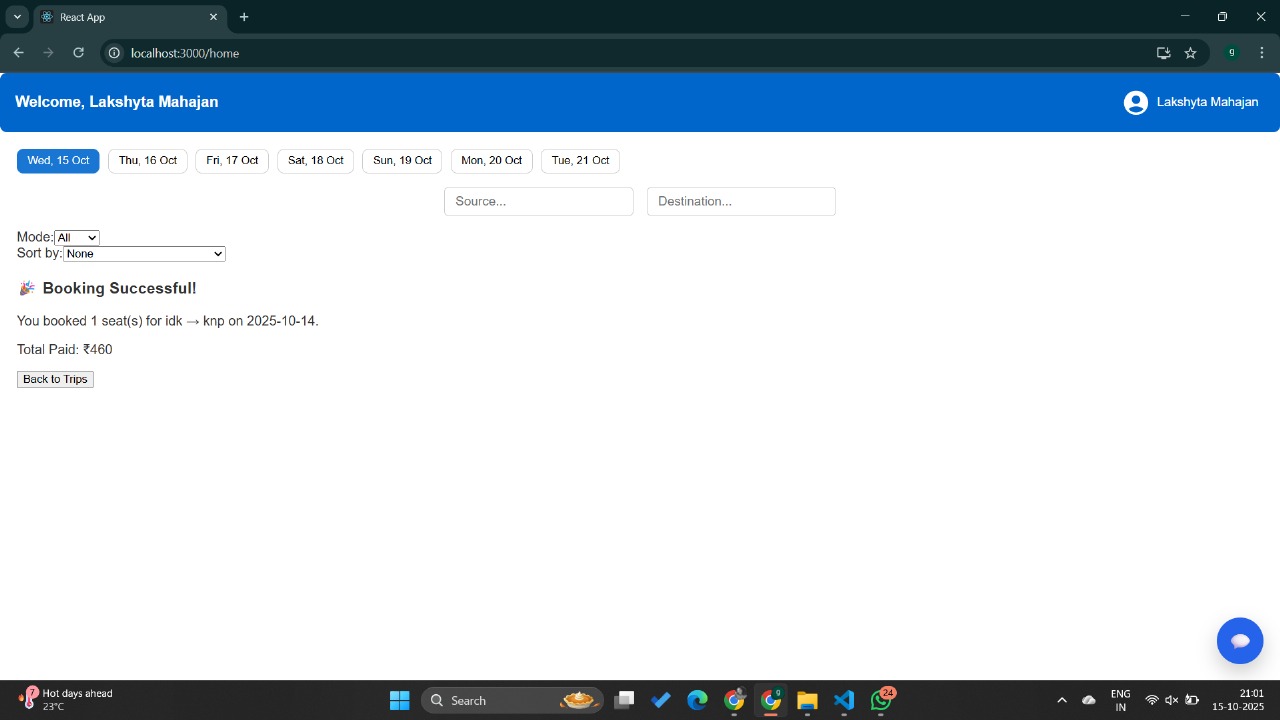 React App
localhost:3000/home
g
Welcome, Lakshyta Mahajan
Lakshyta Mahajan
Wed, 15 Oct
Thu, 16 Oct
Fri, 17 Oct
Sat, 18 Oct
Sun, 19 Oct
Mon, 20 Oct
Tue, 21 Oct
Source...
Destination...
Mode: All
Sort by: None
🎉 Booking Successful!
You booked 1 seat(s) for idk → knp on 2025-10-14.
Total Paid: ₹460
Back to Trips
7
Hot days ahead
23°C
Search
9
24
ENG
IN
21:01
15-10-2025